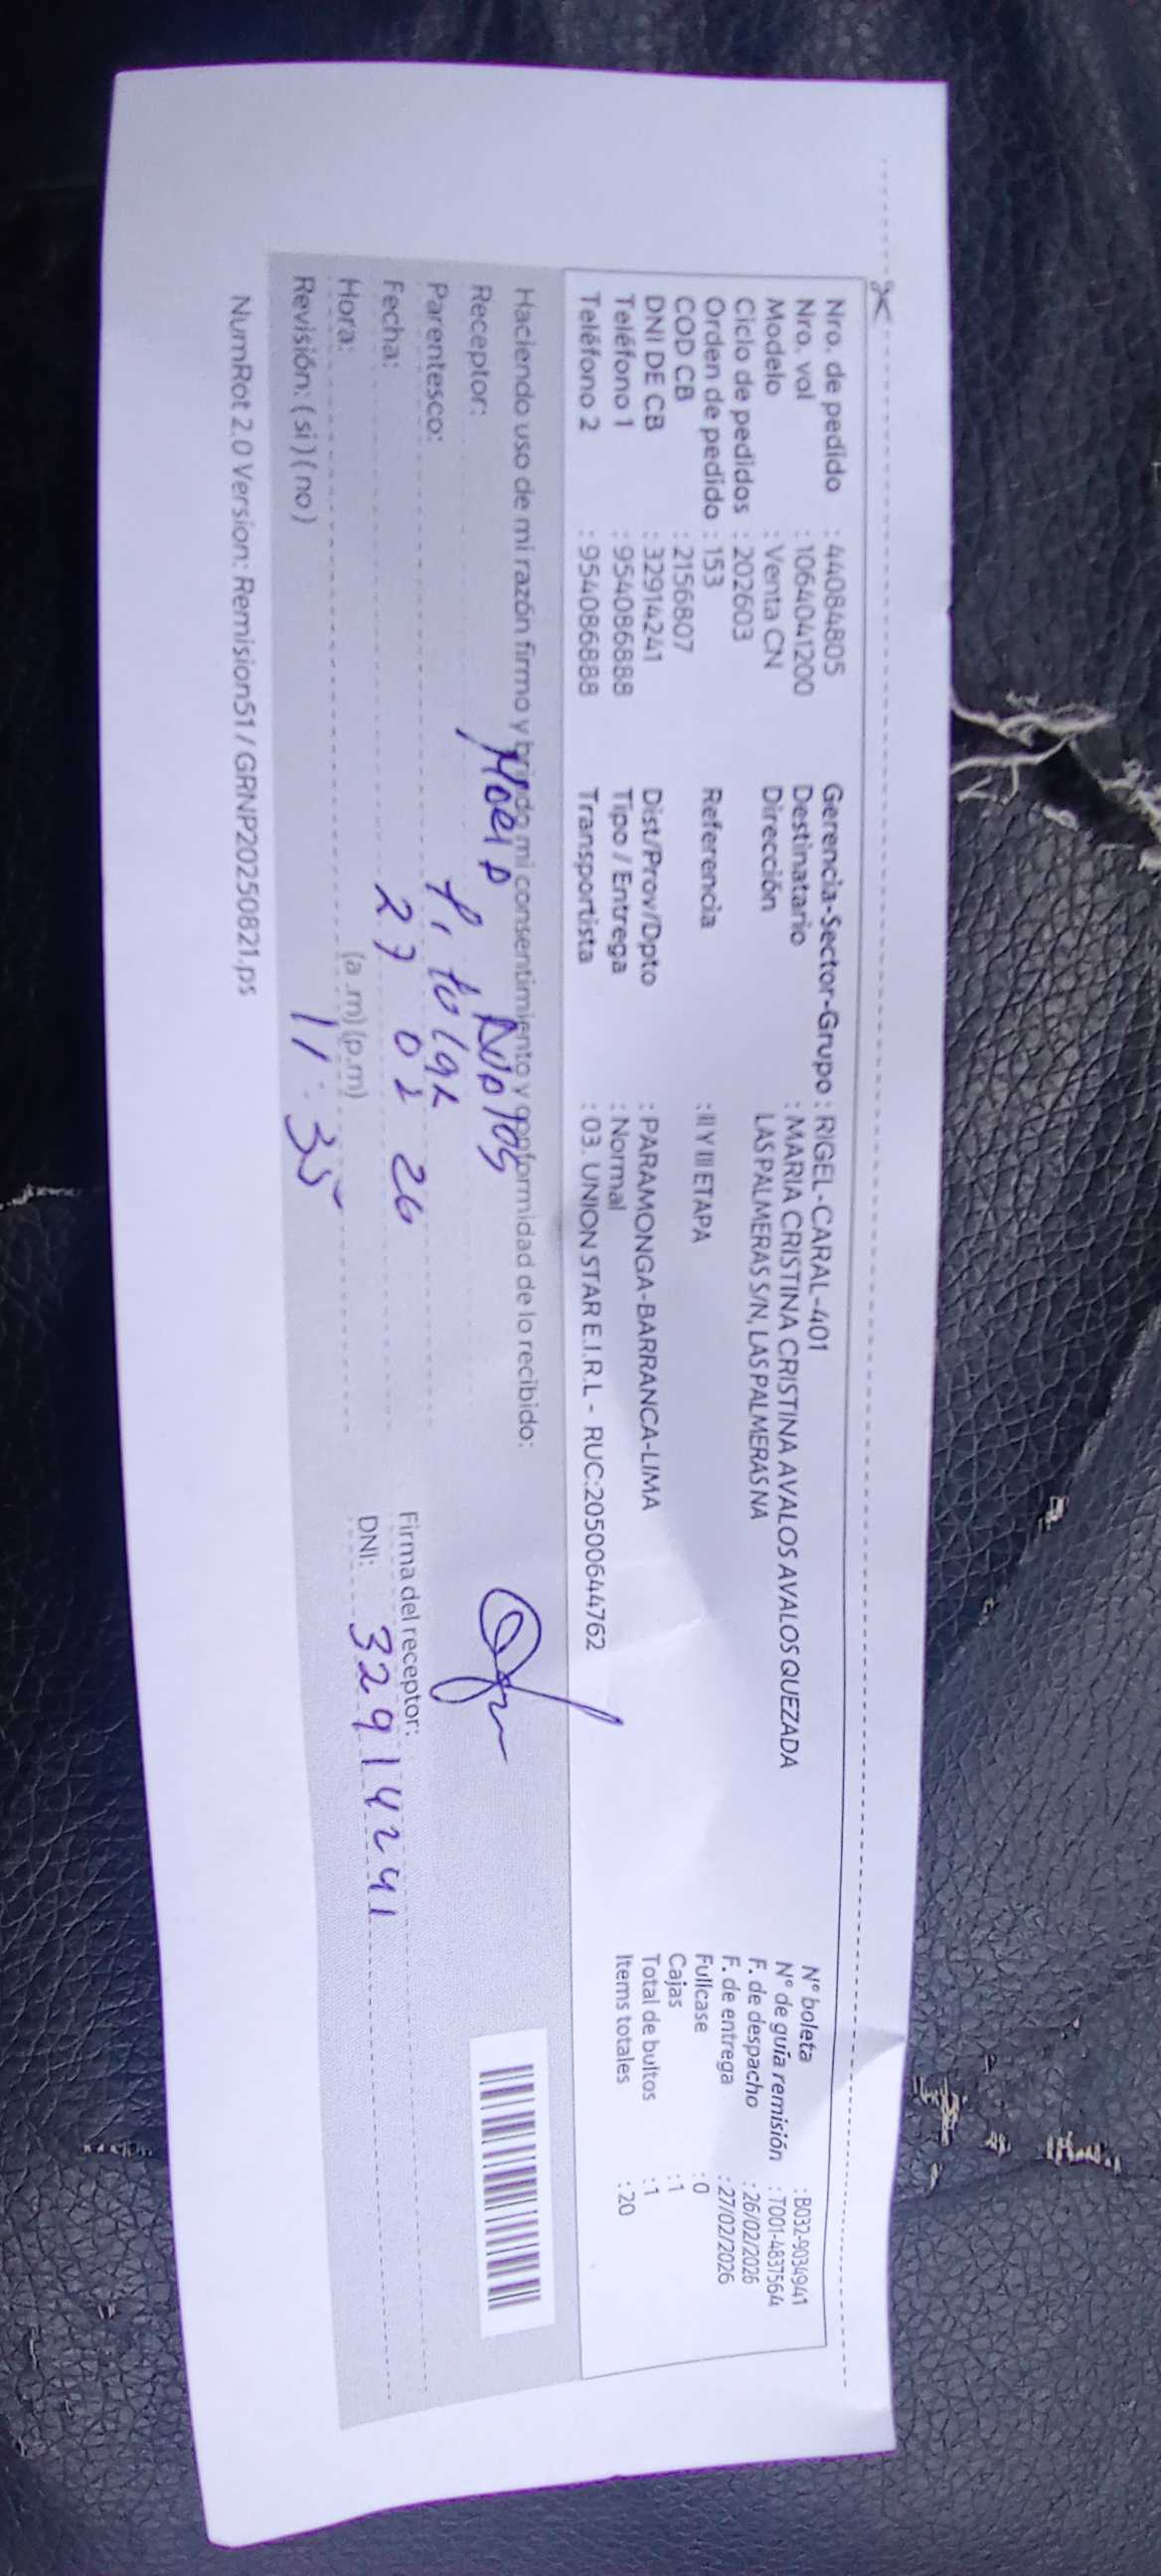 Nro. de pedido : 44084805
Nro. vol : 1064041200
Modelo : Venta CN
Ciclo de pedidos : 202603
Orden de pedido : 153
COD CB : 2156807
DNI DE CB : 32914241
Teléfono 1 : 954086888
Teléfono 2 : 954086888
Gerencia-Sector-Grupo : RIGEL-CARAL-401
Destinatario : MARIA CRISTINA CRISTINA AVALOS AVALOS QUEZADA
Dirección LAS PALMERAS S/N, LAS PALMERAS NA
Referencia : II Y III ETAPA
Dist/Prov/Dpto : PARAMONGA-BARRANCA-LIMA
Tipo / Entrega : Normal
Transportista : 03. UNION STAR E.I.R.L - RUC:20500644762
N° boleta : B032-9034941
N° de guía remisión : T001-4837564
F. de despacho : 26/02/2026
F. de entrega : 27/02/2026
Fullcase : 0
Cajas : 1
Total de bultos : 1
Items totales : 20
Haciendo uso de mi razón firmo y brindo mi consentimiento y conformidad de lo recibido:
Receptor:
Parentesco: Titular
Fecha: 27 02 26
Hora: (a.m) (p.m) 11:35
Revisión: ( si ) ( no )
Firma del receptor:
DNI: 32914241
NumRot 2.0 Version: Remision51 / GRNP20250821.ps